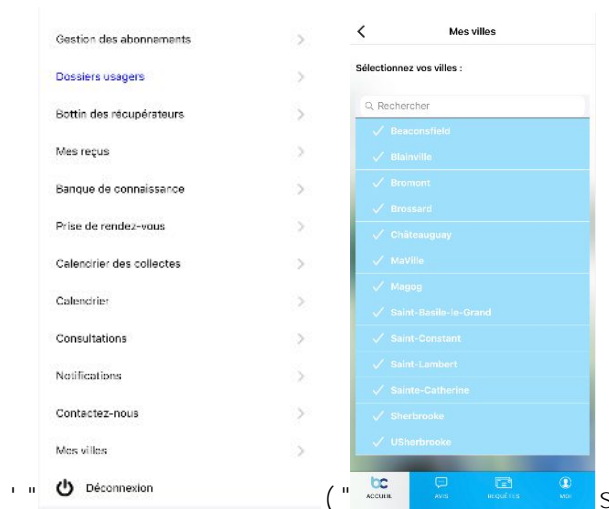 Gestion des abonnements
Dossiers usagers
Bottin des récupérateurs
Mes reçus
Banque de connaissance
Prise de rendez-vous
Calendrier des collectes
Calendrier
Consultations
Notifications
Contactez-nous
Mes villes
' " Déconnexion
Mes villes
Sélectionnez vos villes :
Rechercher
Beaconsfield
Blainville
Bromont
Brossard
Châteauguay
MaVille
Magog
Saint-Basile-le-Grand
Saint-Constant
Saint-Lambert
Sainte-Catherine
Sherbrooke
USherbrooke
bc
ACCUEIL AVIS REQUÊTES MOI
( " s